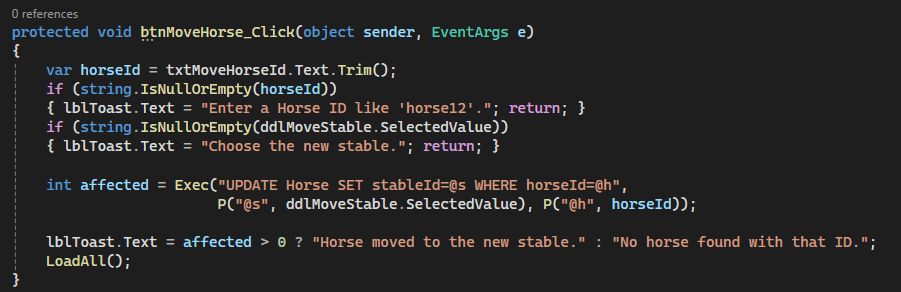 0 references
protected void btnMoveHorse_Click(object sender, EventArgs e)
{
    var horseId = txtMoveHorseId.Text.Trim();
    if (string.IsNullOrEmpty(horseId))
    { lblToast.Text = "Enter a Horse ID like 'horse12'."; return; }
    if (string.IsNullOrEmpty(ddlMoveStable.SelectedValue))
    { lblToast.Text = "Choose the new stable."; return; }

    int affected = Exec("UPDATE Horse SET stableId=@s WHERE horseId=@h",
                        P("@s", ddlMoveStable.SelectedValue), P("@h", horseId));

    lblToast.Text = affected > 0 ? "Horse moved to the new stable." : "No horse found with that ID.";
    LoadAll();
}